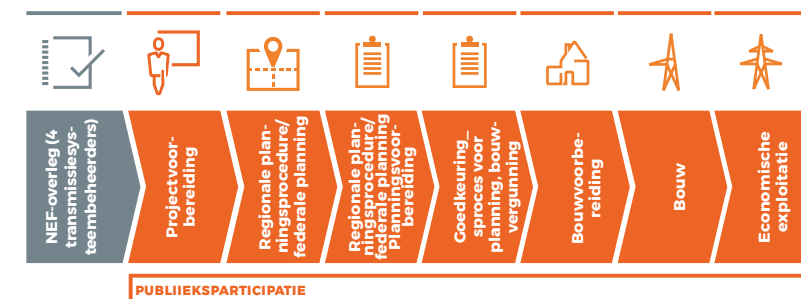 NEF-overleg (4
transmissiesys-
teembeheerders)
Projectvoor-
bereiding
Regionale plan-
ningsprocedure/
federale planning
Regionale plan-
ningsprocedure/
federale planning
Planningsvoor-
bereiding
Goedkeuring_
sproces voor
planning, bouw-
vergunning
Bouwvoorbe-
reiding
Bouw
Economische
exploitatie
PUBLIIEKSPARTICIPATIE